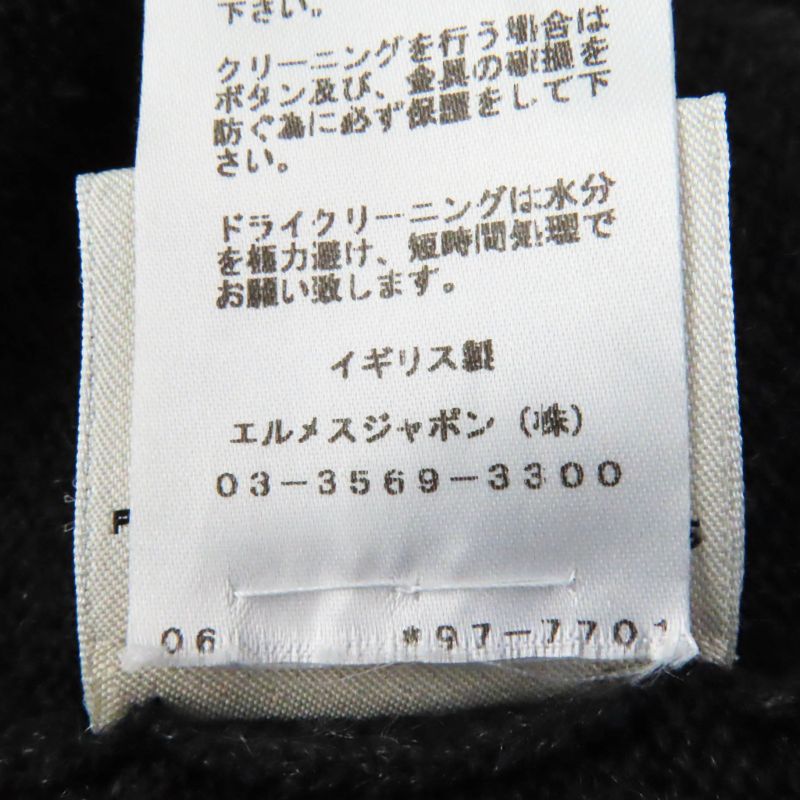 下さい。
クリーニングを行う場合は
ボタン及び、金具の破損を
防ぐ為に必ず保護をして下
さい。
ドライクリーニングは水分
を極力避け、短時間処理で
お願い致します。
イギリス製
エルメスジャポン（株）
03-3569-3300
06 *97-7701